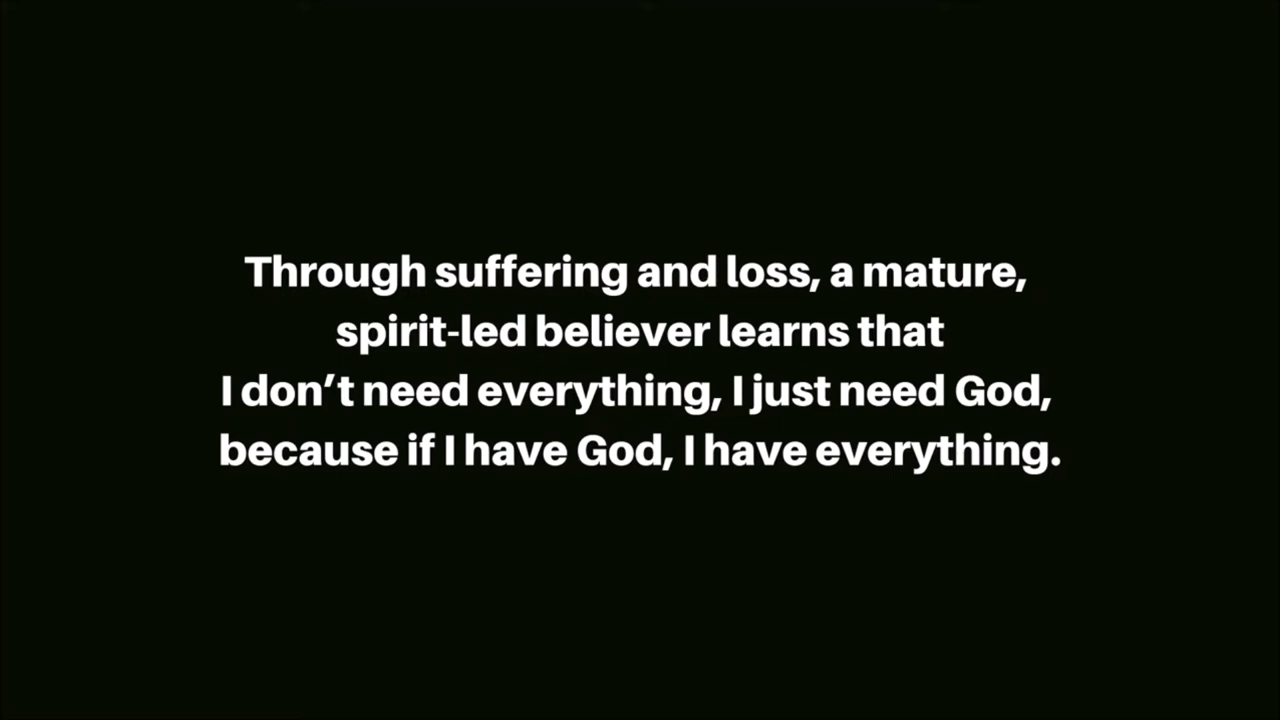 Through suffering and loss, a mature,
spirit-led believer learns that
I don’t need everything, I just need God,
because if I have God, I have everything.